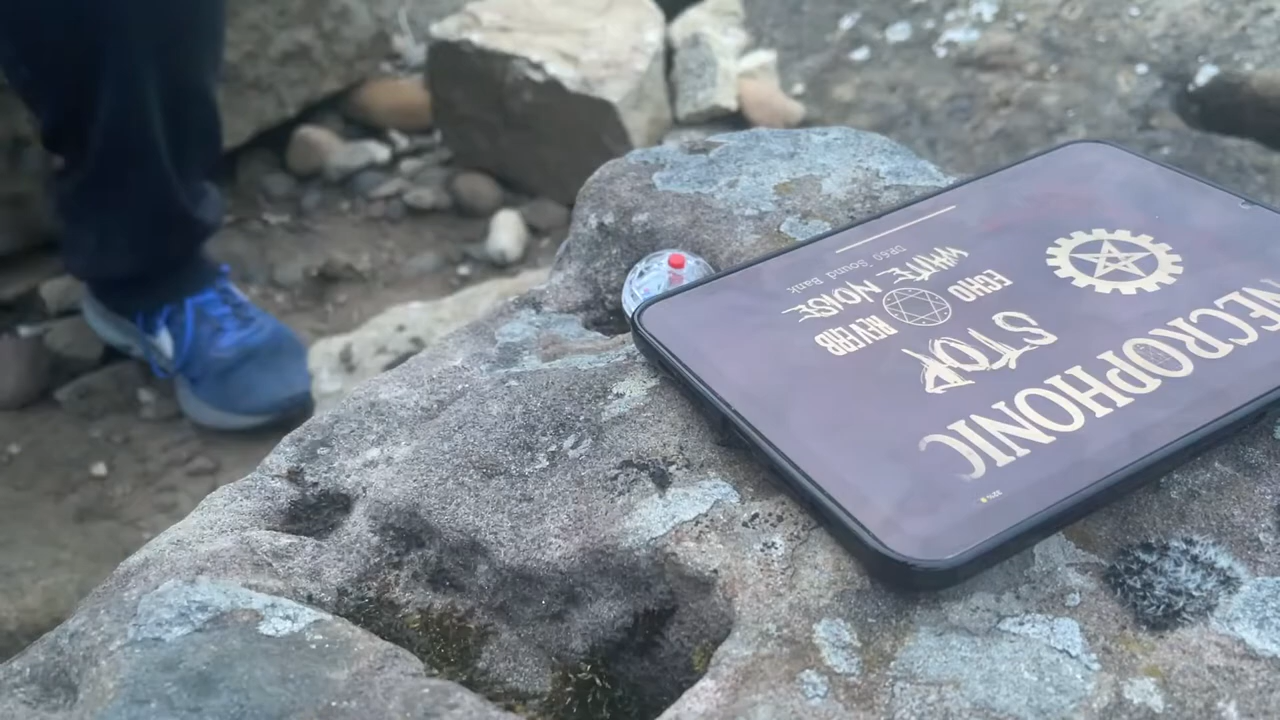 NECROPHONIC
STOP
ECHO
REVERB
WHITE
NOISE
DR60 Sound Bank